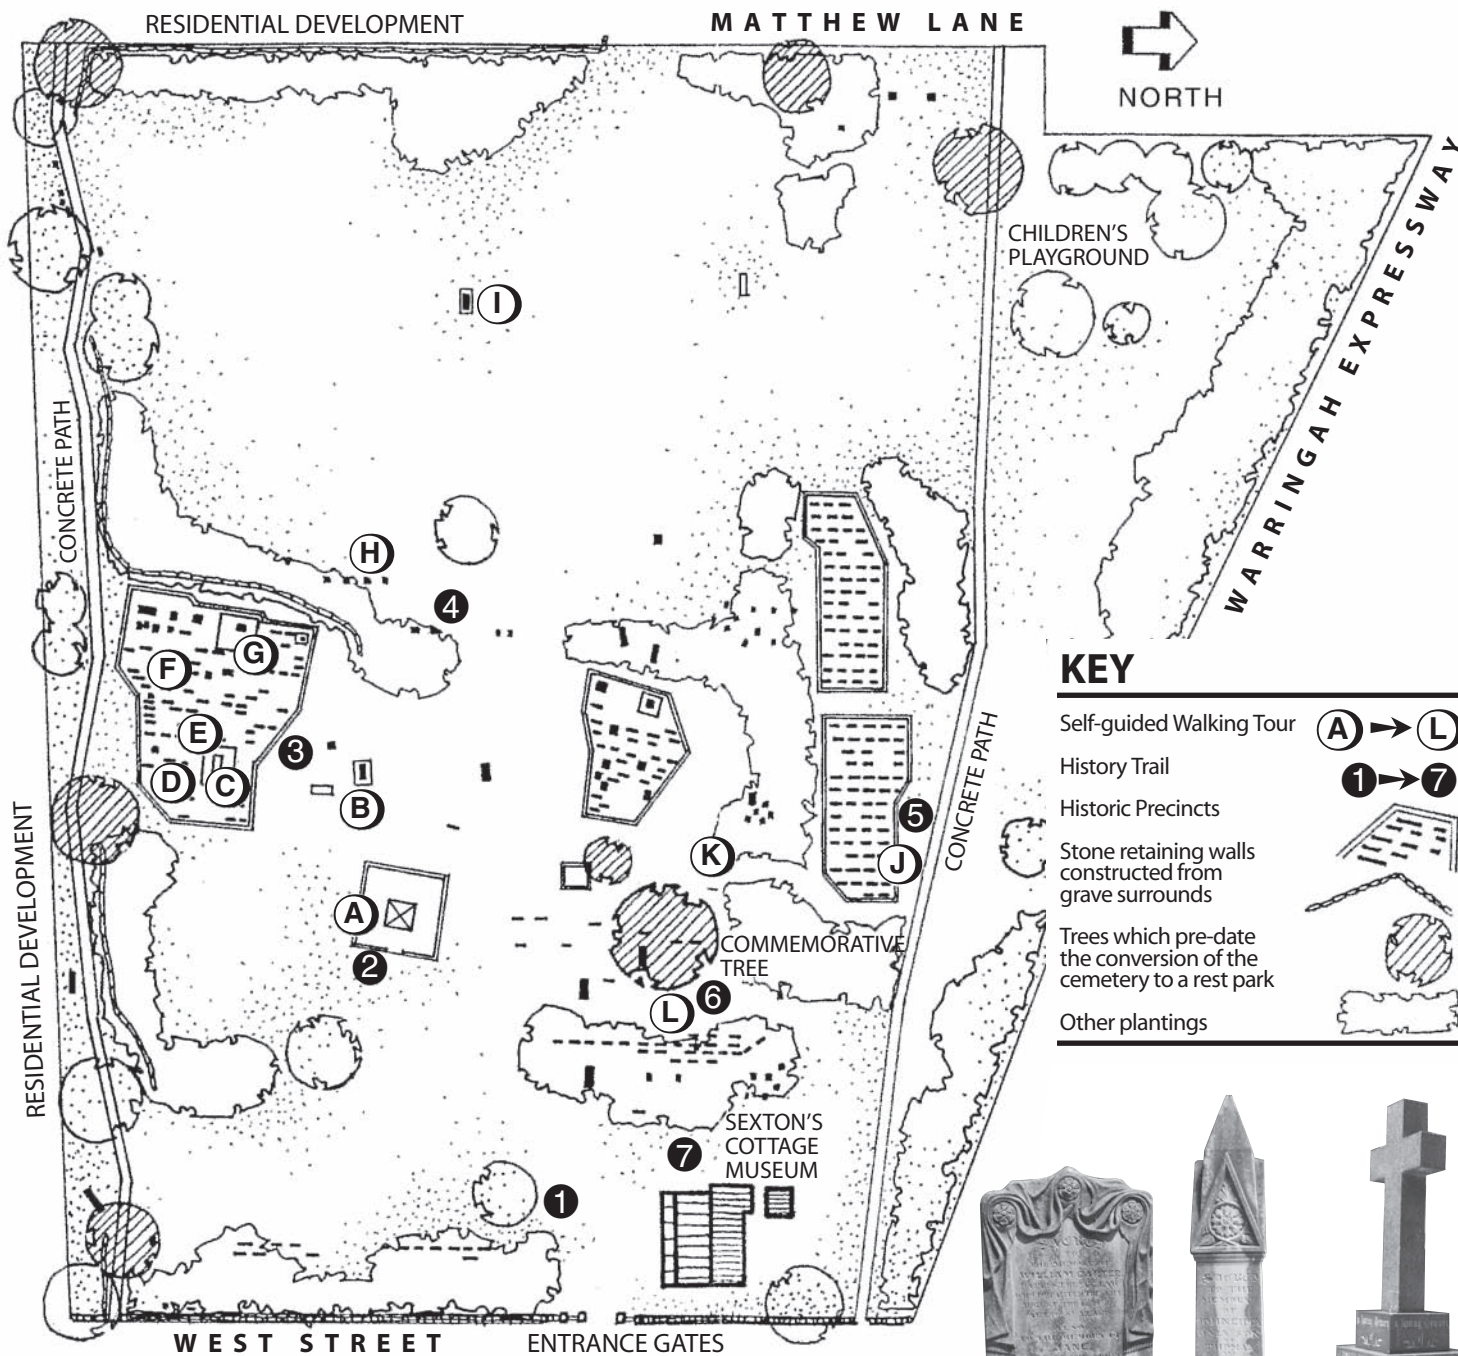 RESIDENTIAL DEVELOPMENT
MATTHEW LANE
NORTH
CHILDREN'S
PLAYGROUND
WARRINGAH EXPRESSWAY
I
CONCRETE PATH
H
4
G
F
E
3
D
C
B
5
K
J
CONCRETE PATH
A
2
COMMEMORATIVE
TREE
6
L
RESIDENTIAL DEVELOPMENT
SEXTON'S
COTTAGE
MUSEUM
7
1
WEST STREET
ENTRANCE GATES
KEY
Self-guided Walking Tour A L
History Trail 1 7
Historic Precincts
Stone retaining walls
constructed from
grave surrounds
Trees which pre-date
the conversion of the
cemetery to a rest park
Other plantings